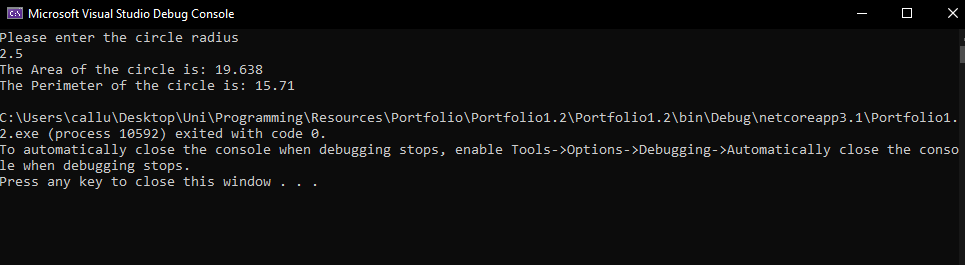 Microsoft Visual Studio Debug Console
Please enter the circle radius
2.5
The Area of the circle is: 19.638
The Perimeter of the circle is: 15.71
C:\Users\callu\Desktop\Uni\Programming\Resources\Portfolio\Portfolio1.2\Portfolio1.2\bin\Debug\netcoreapp3.1\Portfolio1.
2.exe (process 10592) exited with code 0.
To automatically close the console when debugging stops, enable Tools->Options->Debugging->Automatically close the conso
le when debugging stops.
Press any key to close this window . . .